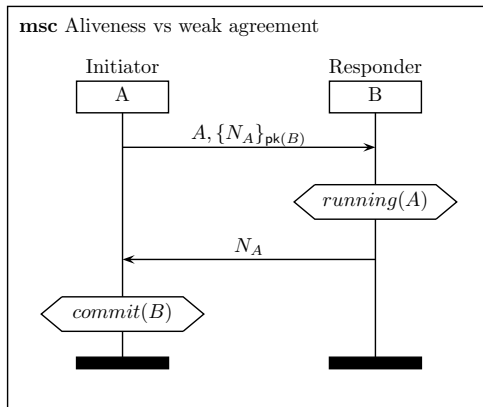 msc Aliveness vs weak agreement
Initiator
Responder
A
B
A, {N_A}_pk(B)
running(A)
N_A
commit(B)